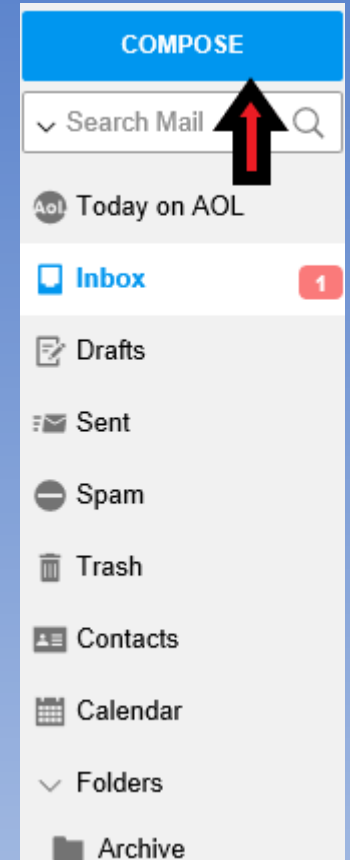 COMPOSE
Search Mail
Aol. Today on AOL
Inbox 1
Drafts
Sent
Spam
Trash
Contacts
Calendar
Folders
Archive